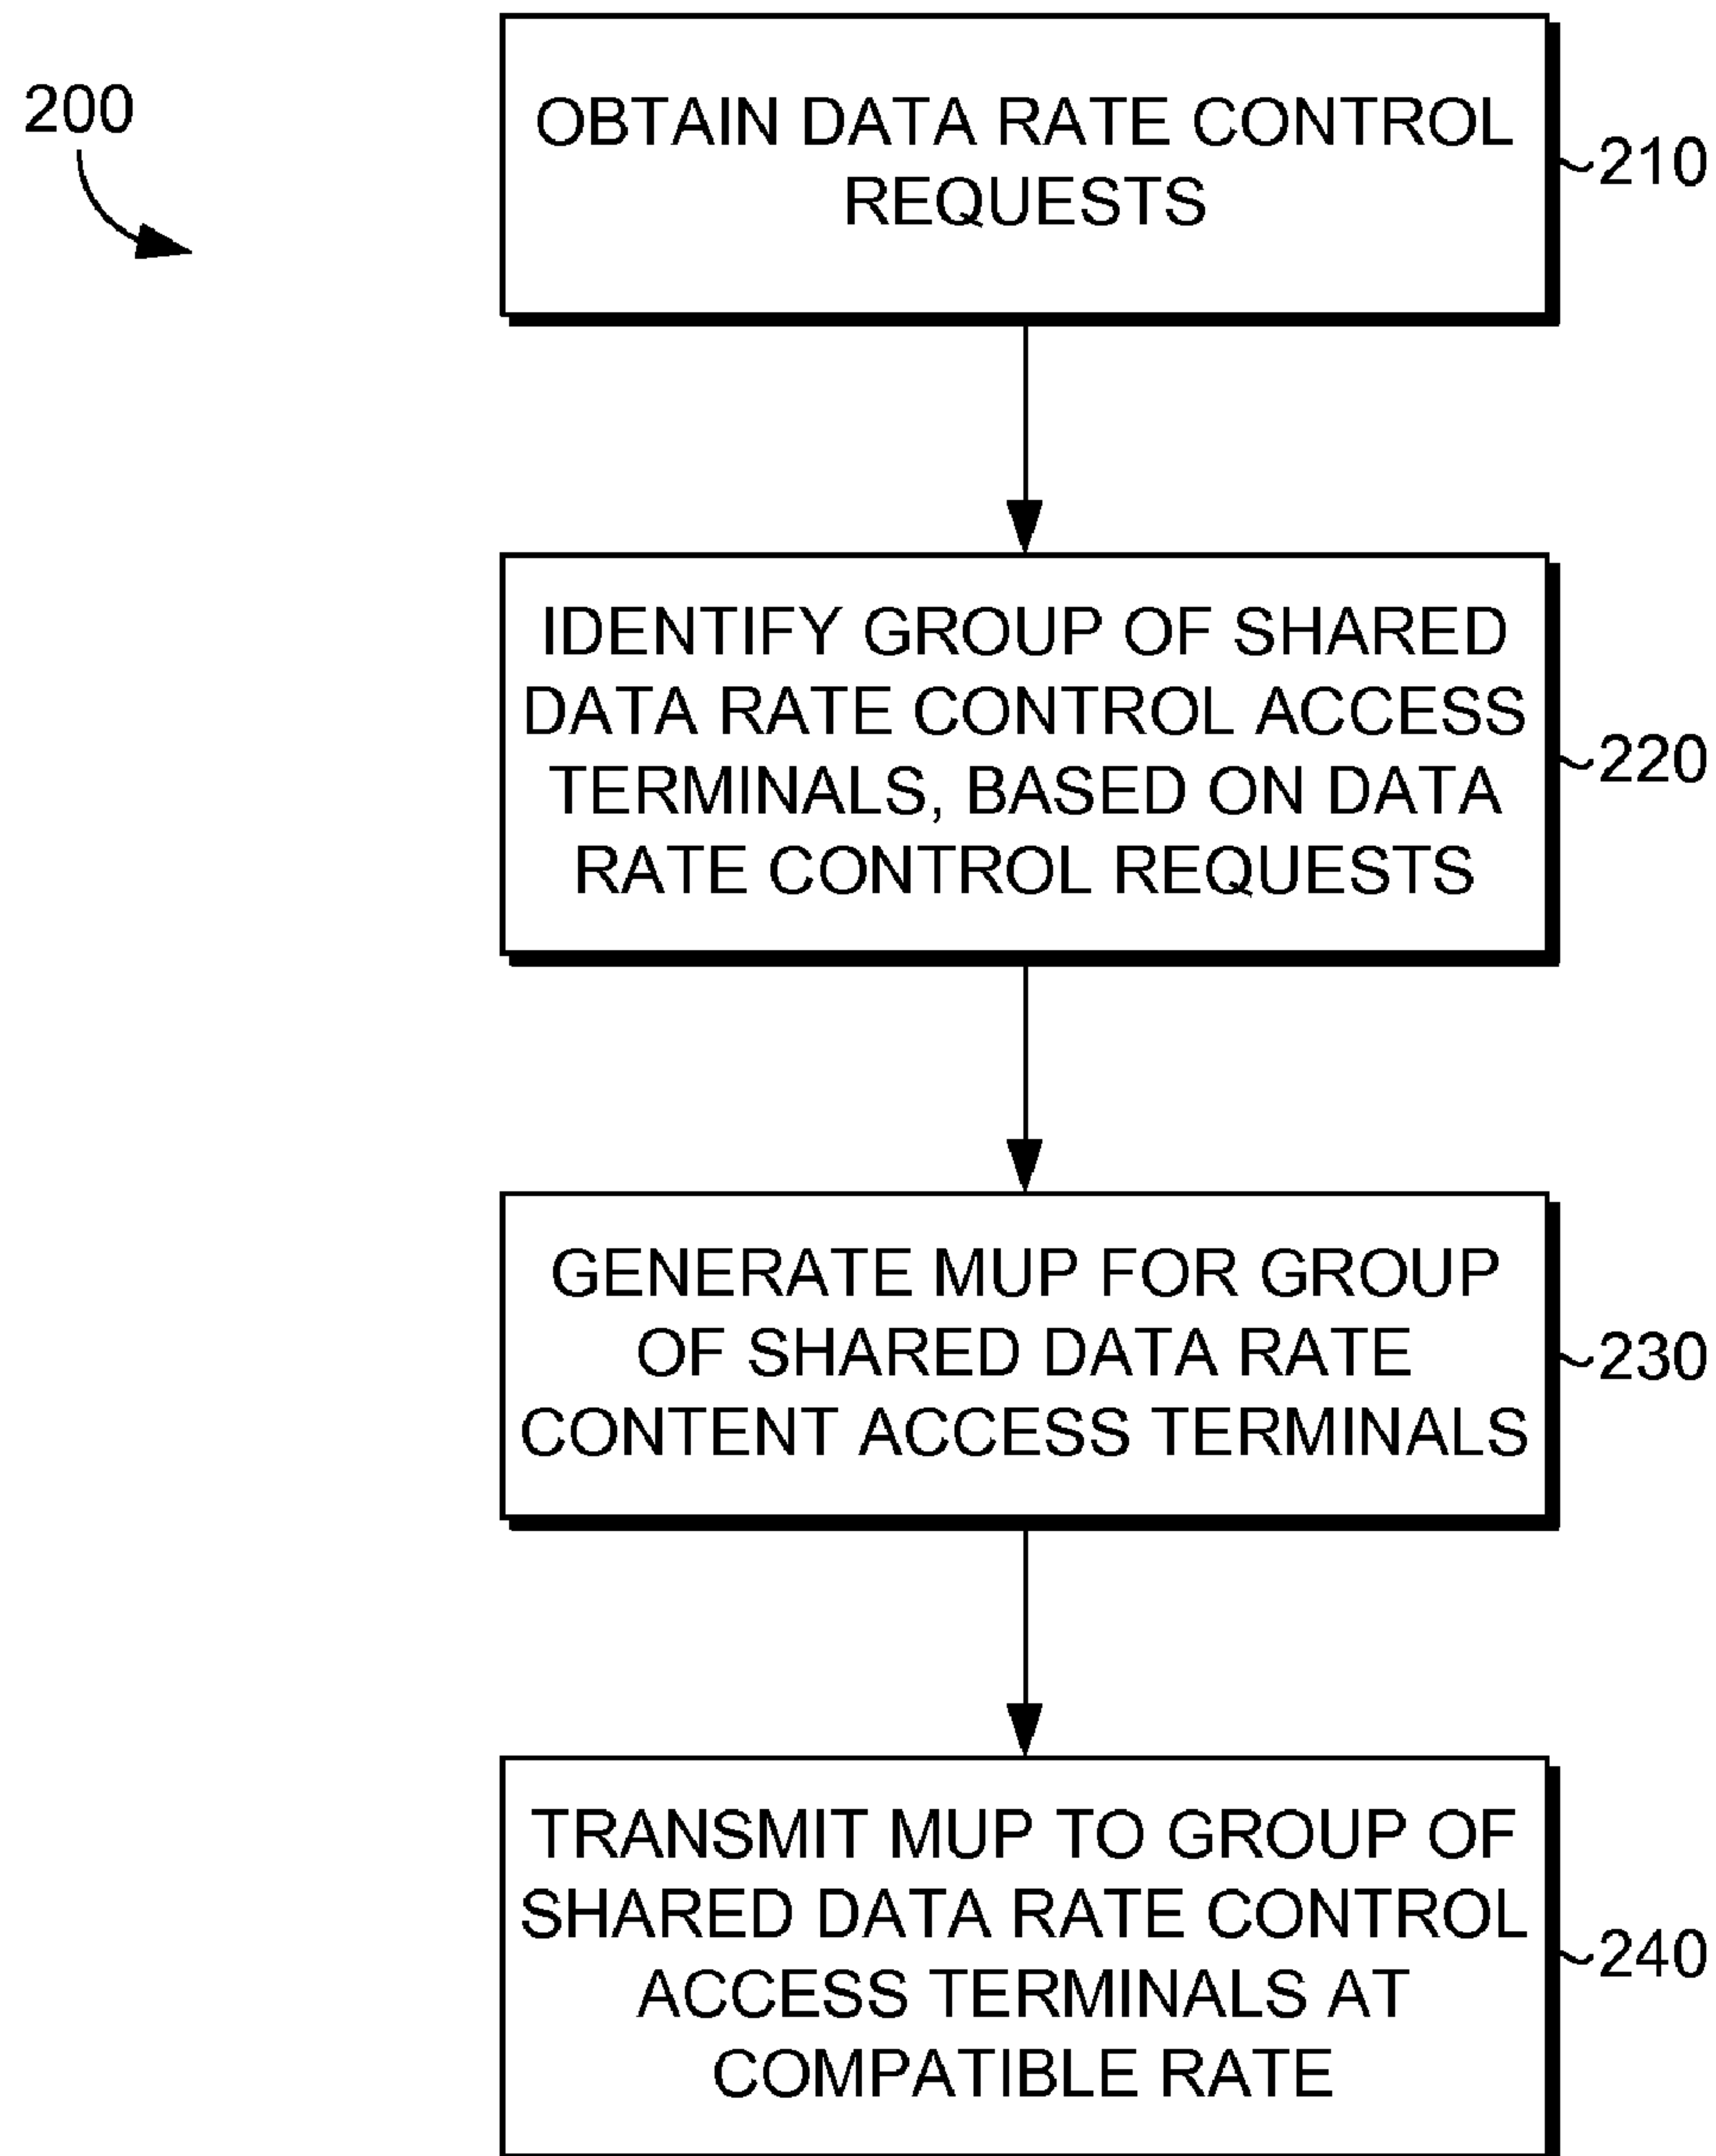 200
OBTAIN DATA RATE CONTROL
REQUESTS
210
IDENTIFY GROUP OF SHARED
DATA RATE CONTROL ACCESS
TERMINALS, BASED ON DATA
RATE CONTROL REQUESTS
220
GENERATE MUP FOR GROUP
OF SHARED DATA RATE
CONTENT ACCESS TERMINALS
230
TRANSMIT MUP TO GROUP OF
SHARED DATA RATE CONTROL
ACCESS TERMINALS AT
COMPATIBLE RATE
240